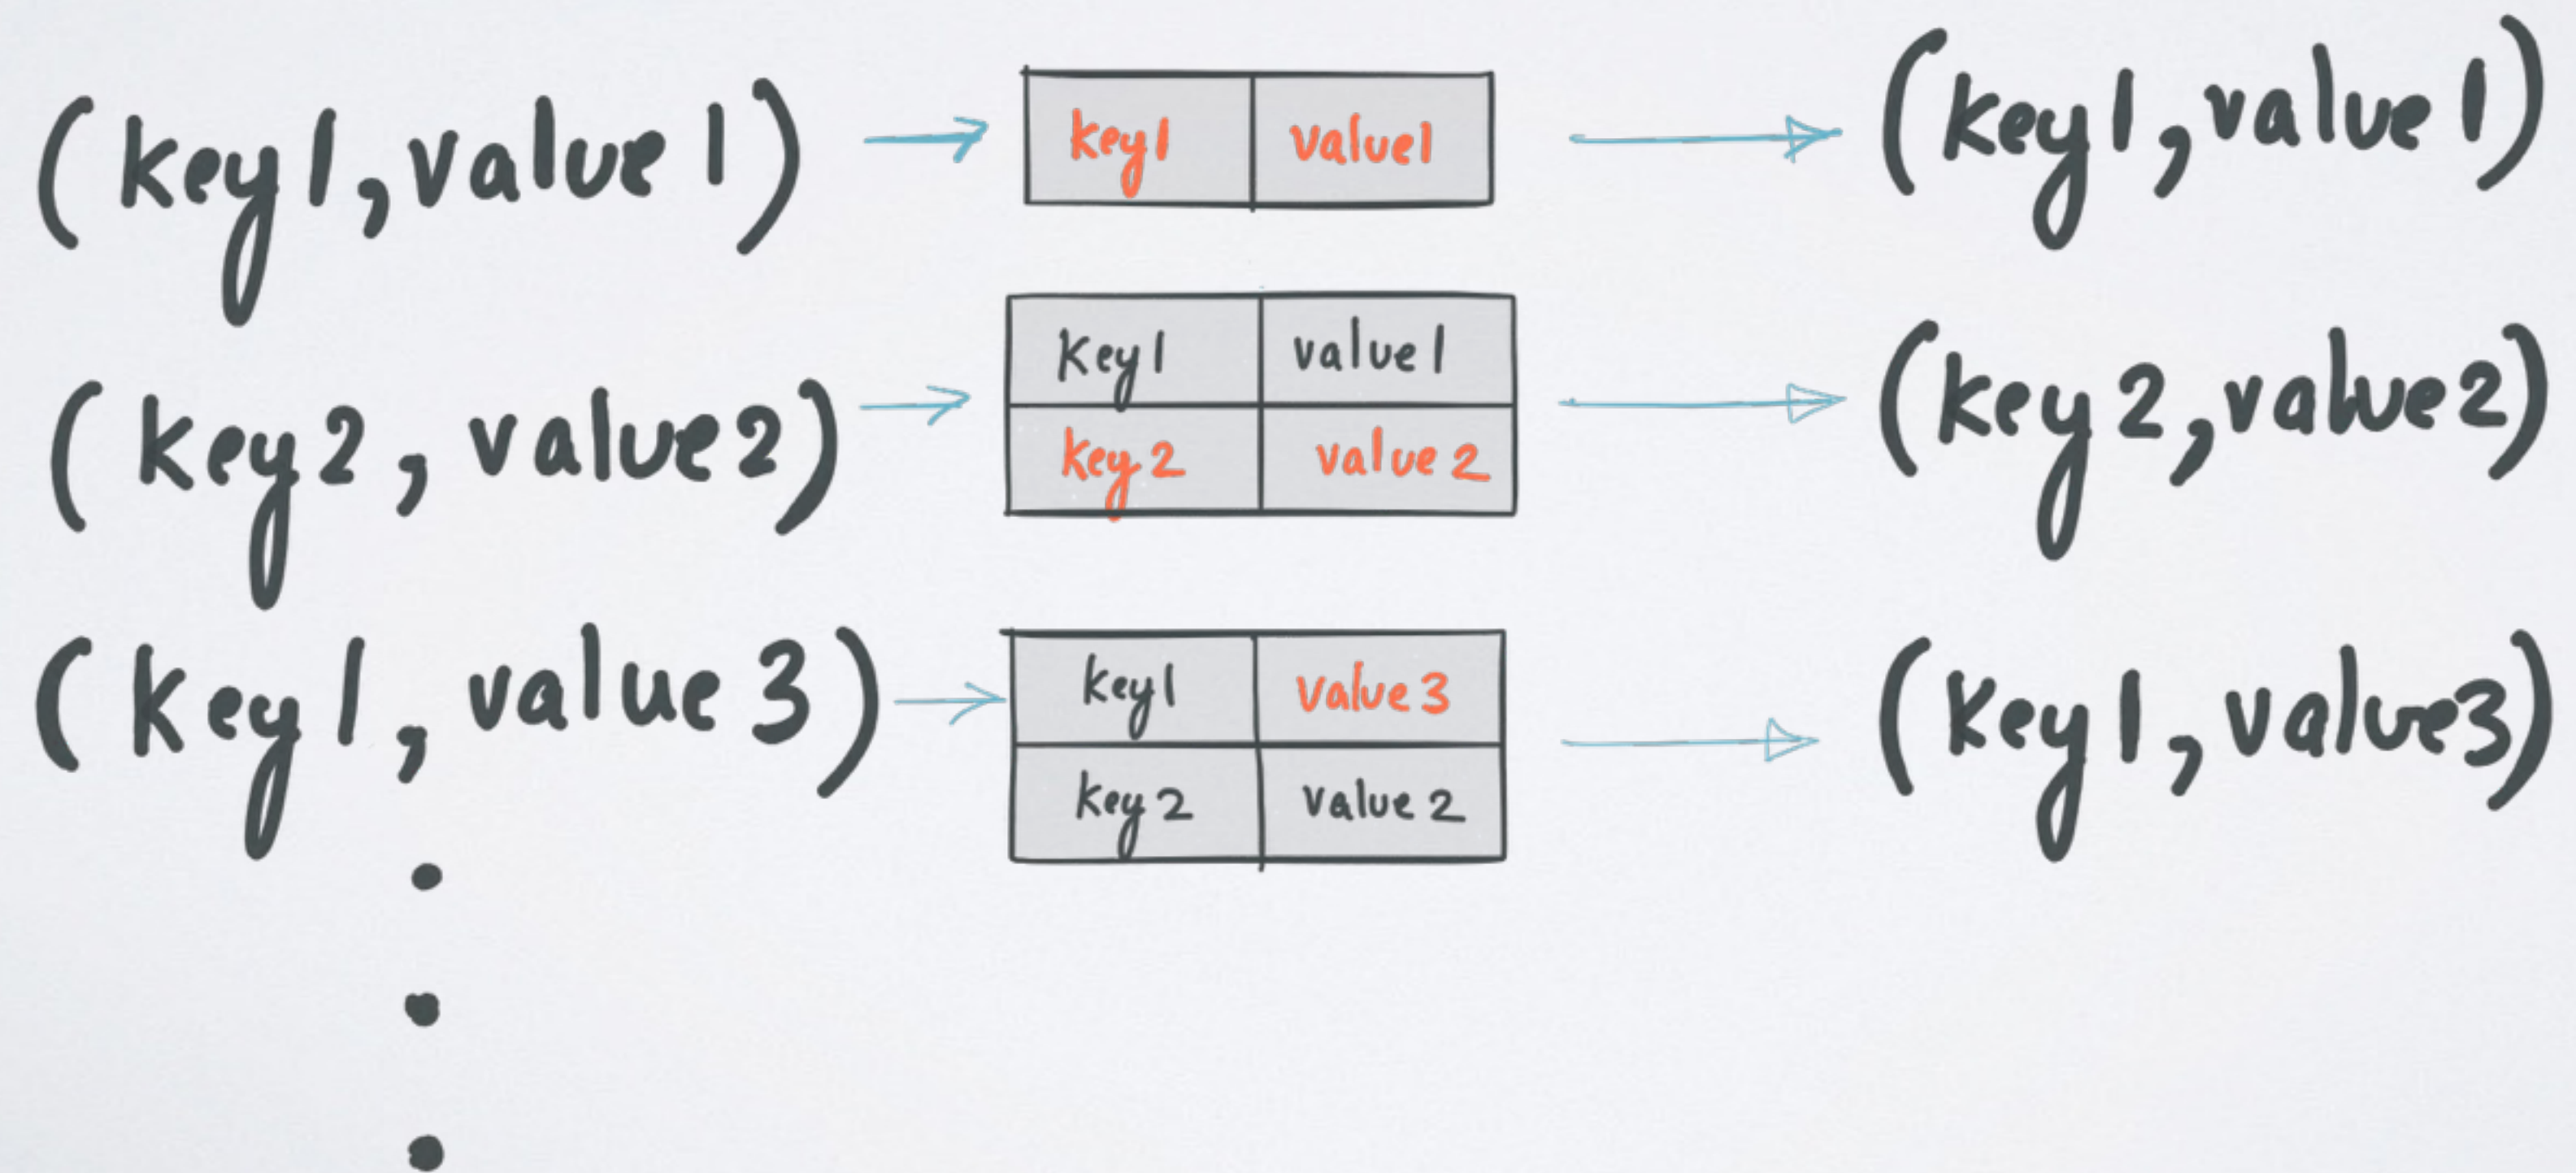 (key1,value1) key1 value1 (key1,value1)
key1 value1
(key2, value2) key2 value2 (key2,value2)
(key1, value3) key1 value3 (key1,value3)
key2 value2